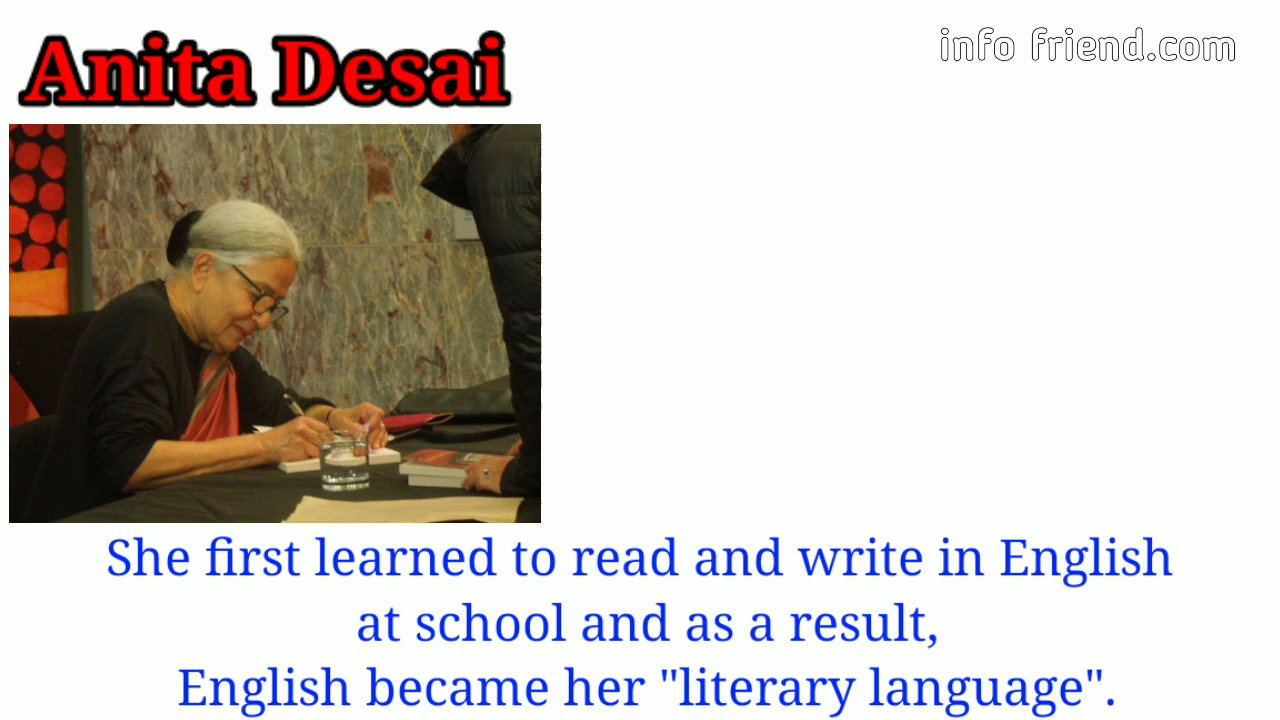 Anita Desai
info friend.com
She first learned to read and write in English
at school and as a result,
English became her "literary language".